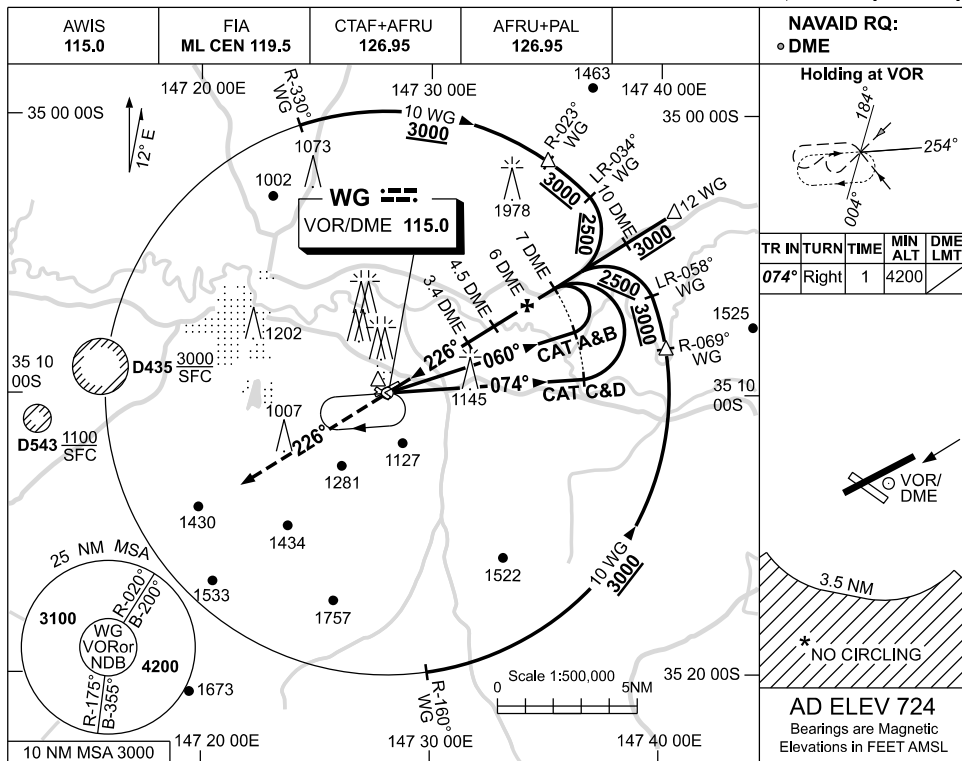 AWIS
115.0
FIA
ML CEN 119.5
CTAF+AFRU
126.95
AFRU+PAL
126.95
NAVAID RQ:
DME
Holding at VOR
184°
254°
004°
TR IN TURN TIME MIN ALT DME LMT
074° Right 1 4200
147 20 00E
147 30 00E
147 40 00E
1463
35 00 00S
35 00 00S
12° E
R-330°
WG
10 WG
3000
R-023°
WG
LR-034°
WG
3000
2500
10 DME
12 WG
3000
1073
1002
WG
VOR/DME 115.0
1978
7 DME
6 DME
4.5 DME
3.4 DME
2500
LR-058°
WG
3000
R-069°
WG
1525
1202
226°
060°
CAT A&B
074°
CAT C&D
1145
35 10
00S
35 10
00S
D435 3000
SFC
D543 1100
SFC
1007
226°
1127
1281
1430
1434
1533
1757
1522
VOR/
DME
10 WG
3000
3.5 NM
*NO CIRCLING
25 NM MSA
R-020°
B-200°
3100
WG
VOR or
NDB
4200
R-175°
B-355°
1673
R-160°
WG
Scale 1:500,000
0 5NM
35 20 00S
35 20 00S
147 20 00E
147 40 00E
10 NM MSA 3000
AD ELEV 724
Bearings are Magnetic
Elevations in FEET AMSL